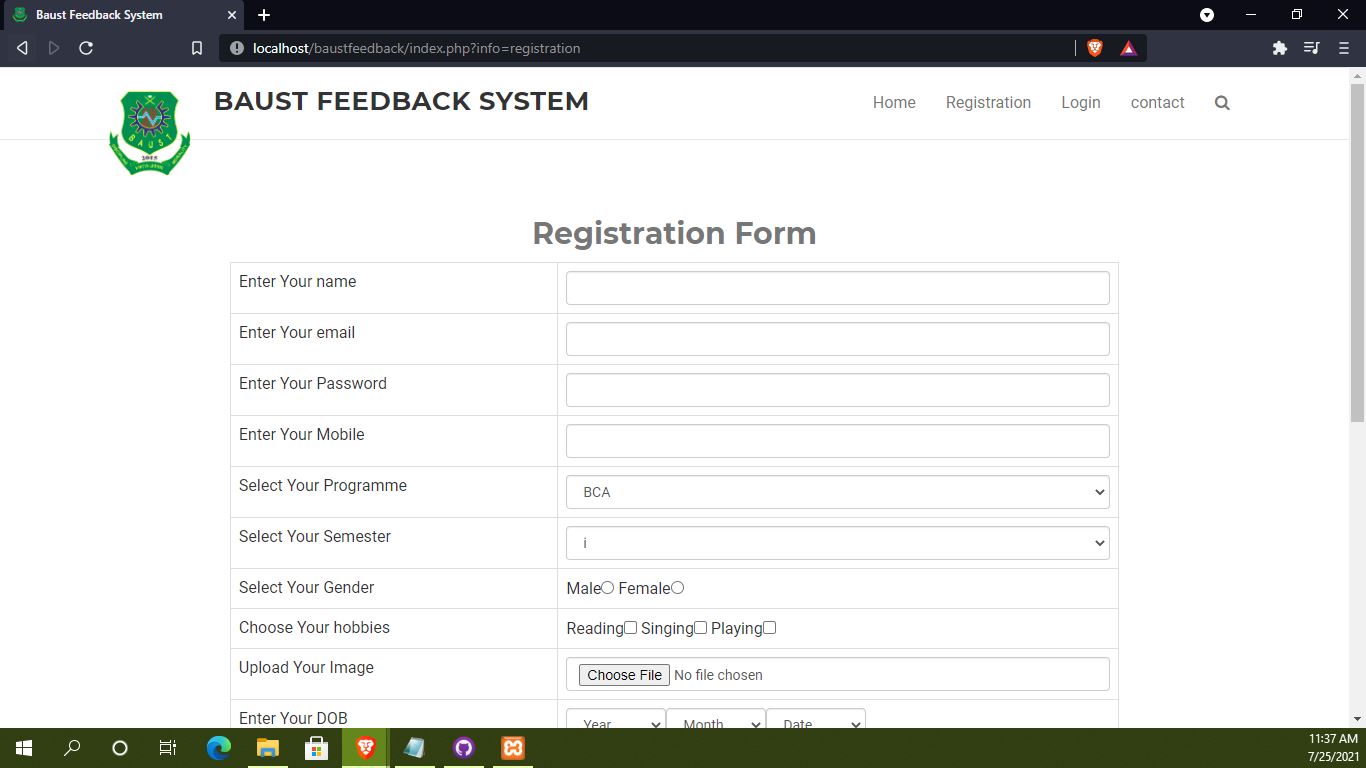 Baust Feedback System
localhost/baustfeedback/index.php?info=registration
BAUST FEEDBACK SYSTEM
Home Registration Login contact
BAUST
2015
Registration Form
Enter Your name
Enter Your email
Enter Your Password
Enter Your Mobile
Select Your Programme BCA
Select Your Semester i
Select Your Gender Male Female
Choose Your hobbies Reading Singing Playing
Upload Your Image Choose File No file chosen
Enter Your DOB Year Month Date
11:37 AM
7/25/2021